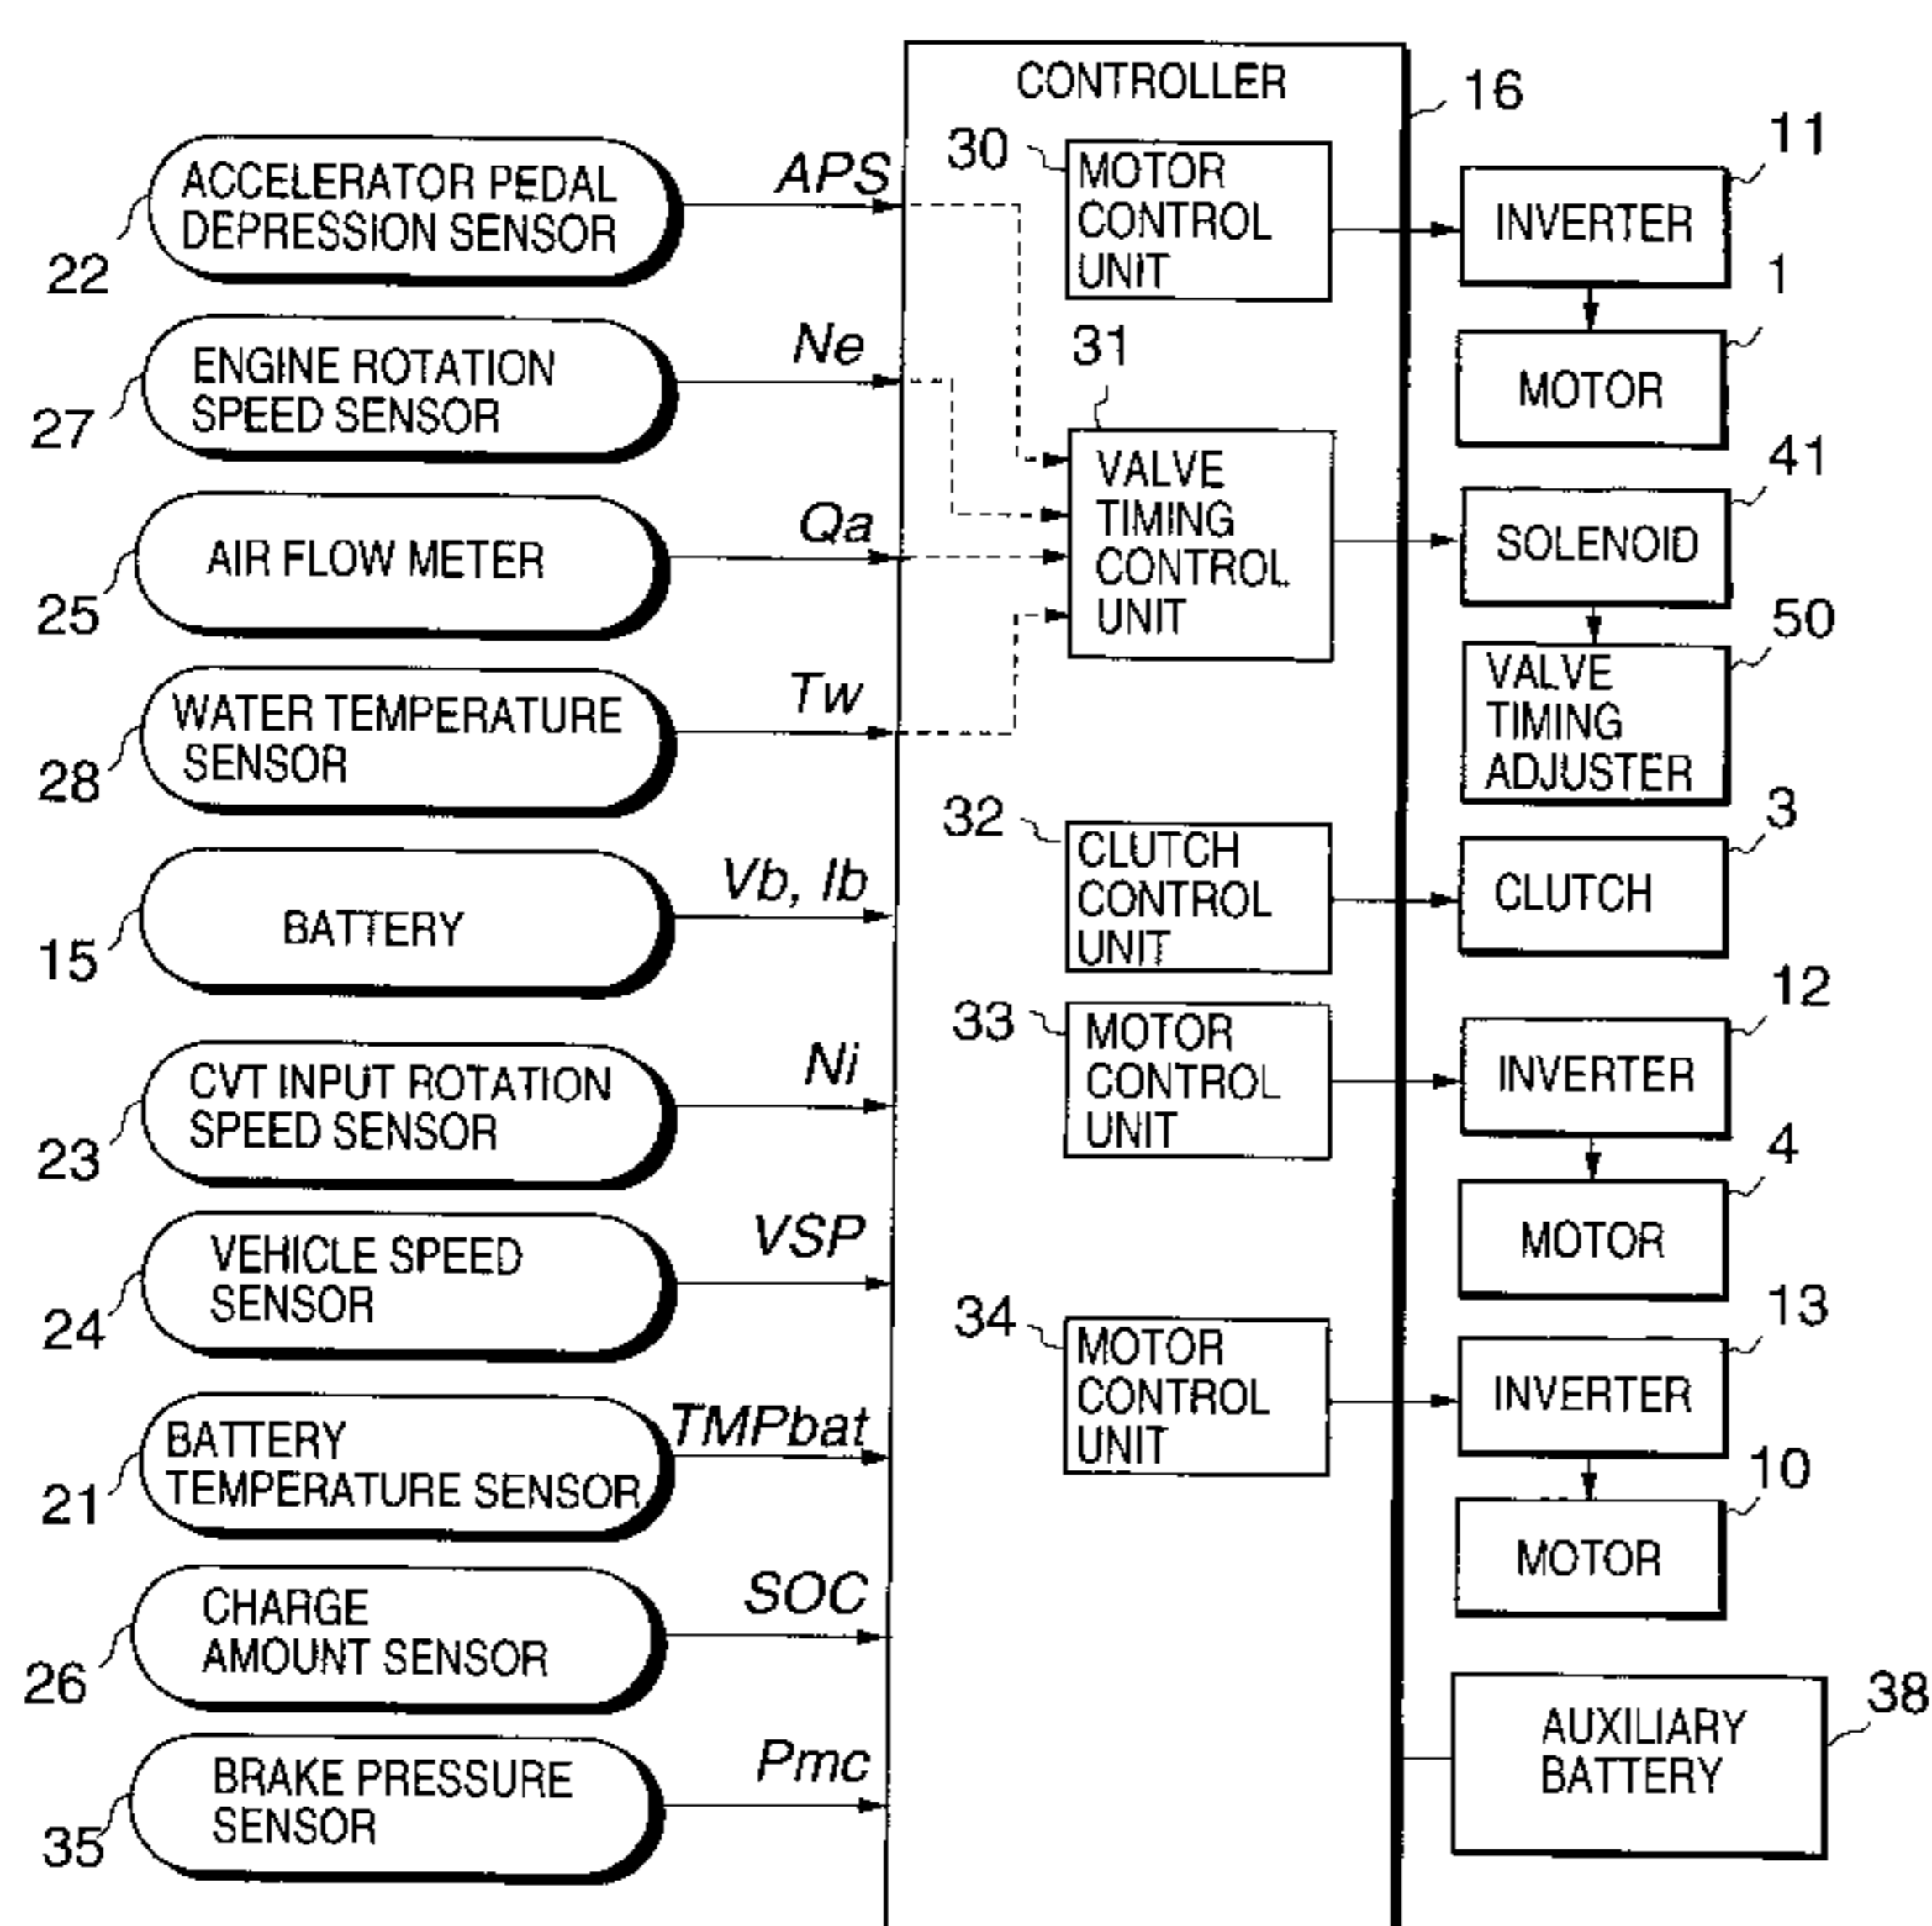 CONTROLLER
16
ACCELERATOR PEDAL
DEPRESSION SENSOR
22
APS
30
MOTOR
CONTROL
UNIT
INVERTER
11
MOTOR
1
ENGINE ROTATION
SPEED SENSOR
27
Ne
31
VALVE
TIMING
CONTROL
UNIT
SOLENOID
41
AIR FLOW METER
25
Qa
VALVE
TIMING
ADJUSTER
50
WATER TEMPERATURE
SENSOR
28
Tw
32
CLUTCH
CONTROL
UNIT
CLUTCH
3
BATTERY
15
Vb, Ib
33
MOTOR
CONTROL
UNIT
INVERTER
12
MOTOR
4
CVT INPUT ROTATION
SPEED SENSOR
23
Ni
VEHICLE SPEED
SENSOR
24
VSP
34
MOTOR
CONTROL
UNIT
INVERTER
13
MOTOR
10
BATTERY
TEMPERATURE SENSOR
21
TMPbat
CHARGE
AMOUNT SENSOR
26
SOC
BRAKE PRESSURE
SENSOR
35
Pmc
AUXILIARY
BATTERY
38